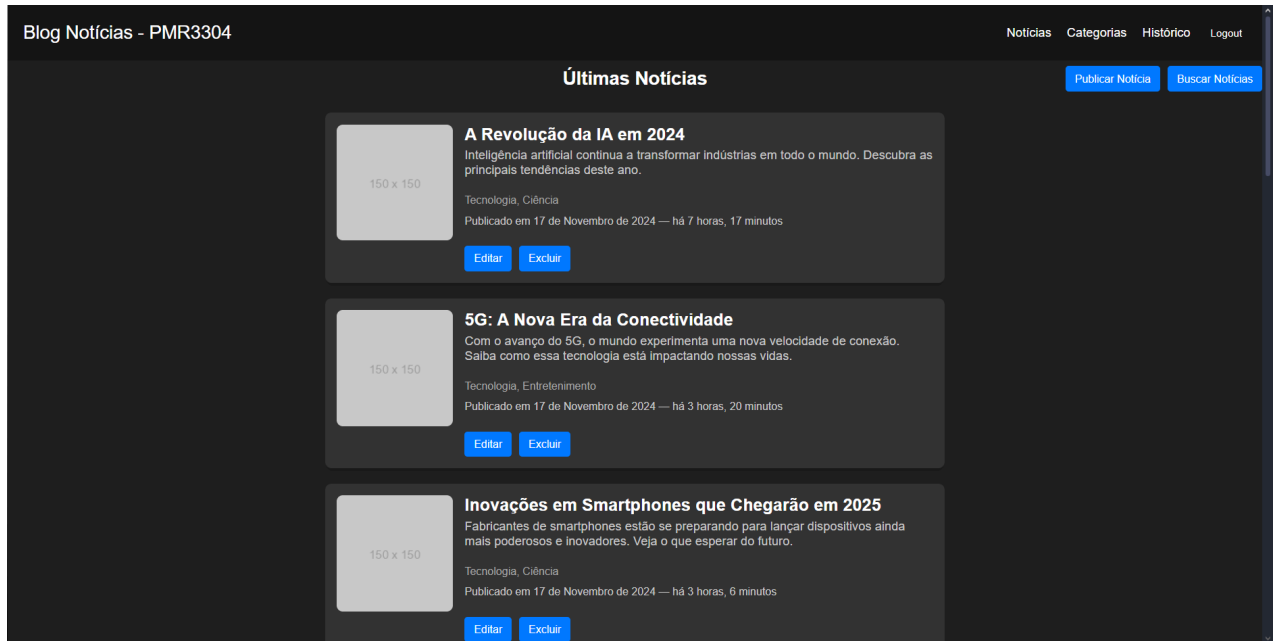 Blog Notícias - PMR3304
Notícias Categorias Histórico Logout
Últimas Notícias
Publicar Notícia Buscar Notícias
150 x 150
A Revolução da IA em 2024
Inteligência artificial continua a transformar indústrias em todo o mundo. Descubra as
principais tendências deste ano.
Tecnologia, Ciência
Publicado em 17 de Novembro de 2024 — há 7 horas, 17 minutos
Editar Excluir
150 x 150
5G: A Nova Era da Conectividade
Com o avanço do 5G, o mundo experimenta uma nova velocidade de conexão.
Saiba como essa tecnologia está impactando nossas vidas.
Tecnologia, Entretenimento
Publicado em 17 de Novembro de 2024 — há 3 horas, 20 minutos
Editar Excluir
150 x 150
Inovações em Smartphones que Chegarão em 2025
Fabricantes de smartphones estão se preparando para lançar dispositivos ainda
mais poderosos e inovadores. Veja o que esperar do futuro.
Tecnologia, Ciência
Publicado em 17 de Novembro de 2024 — há 3 horas, 6 minutos
Editar Excluir